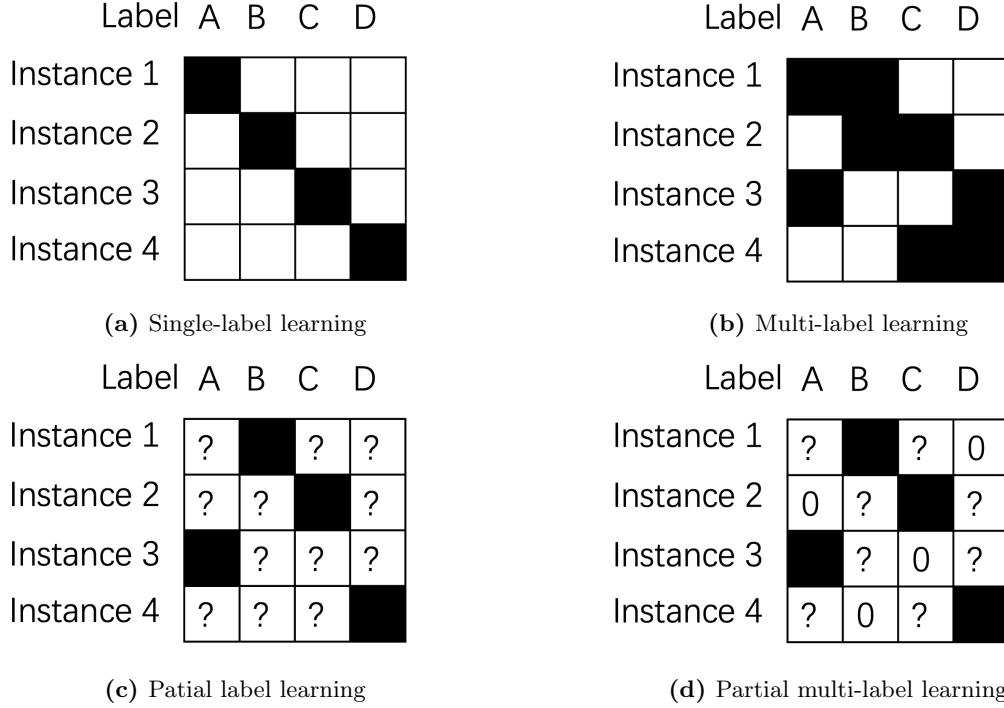 Label A B C D
Instance 1
Instance 2
Instance 3
Instance 4
(a) Single-label learning
Label A B C D
Instance 1
Instance 2
Instance 3
Instance 4
(b) Multi-label learning
Label A B C D
Instance 1 ? ? ?
Instance 2 ? ? ?
Instance 3 ? ? ?
Instance 4 ? ? ?
(c) Patial label learning
Label A B C D
Instance 1 ? ? 0
Instance 2 0 ? ?
Instance 3 ? 0 ?
Instance 4 ? 0 ?
(d) Partial multi-label learning